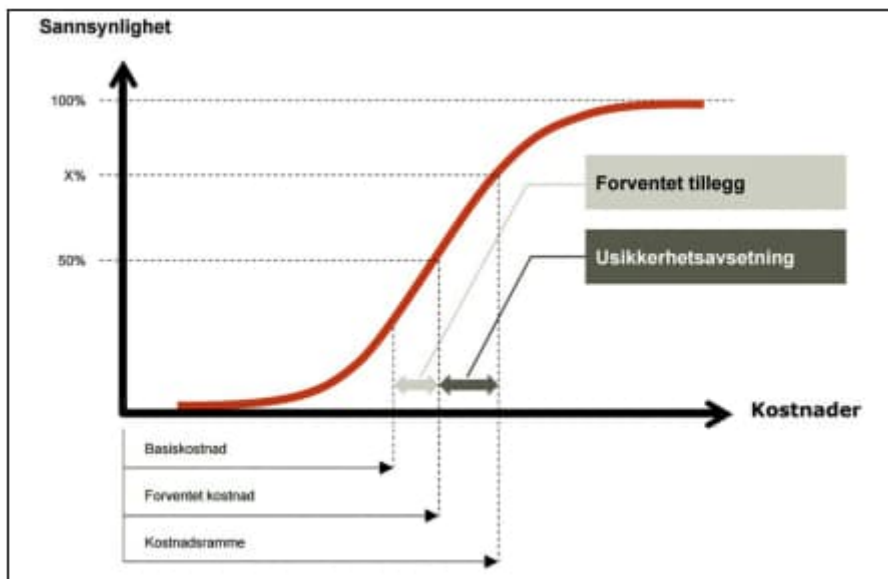 Sannsynlighet
100%
X%
50%
Forventet tillegg
Usikkerhetsavsetning
Kostnader
Basiskostnad
Forventet kostnad
Kostnadsramme